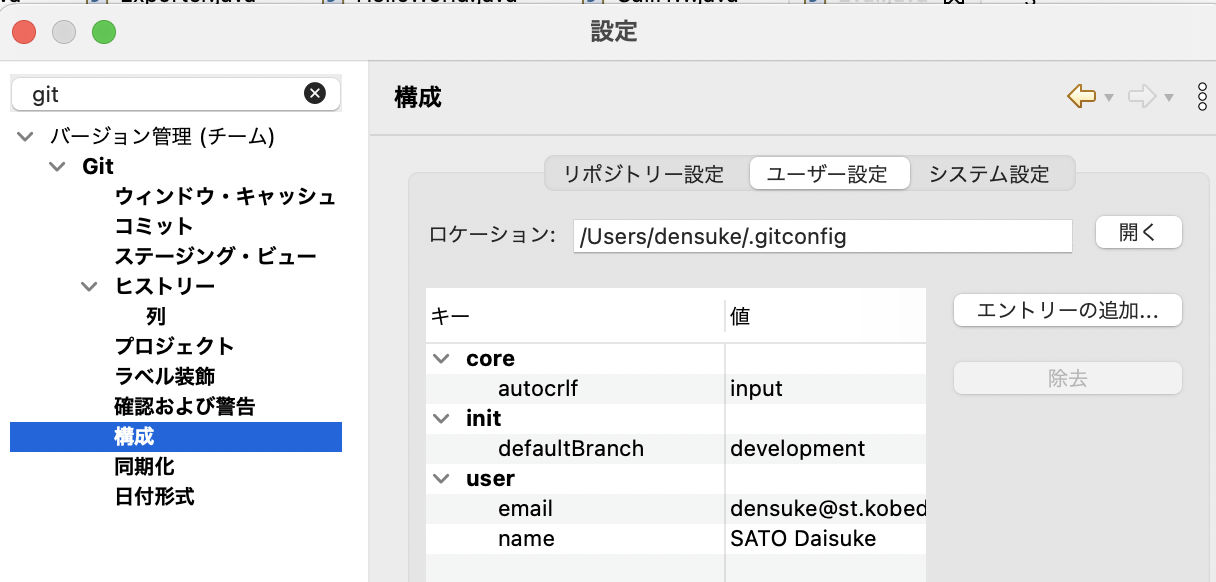 設定
git
バージョン管理 (チーム)
Git
ウィンドウ・キャッシュ
コミット
ステージング・ビュー
ヒストリー
列
プロジェクト
ラベル装飾
確認および警告
構成
同期化
日付形式
構成
リポジトリー設定
ユーザー設定
システム設定
ロケーション:
/Users/densuke/.gitconfig
開く
キー
値
core
autocrlf
input
init
defaultBranch
development
user
email
densuke@st.kobed
name
SATO Daisuke
エントリーの追加...
除去